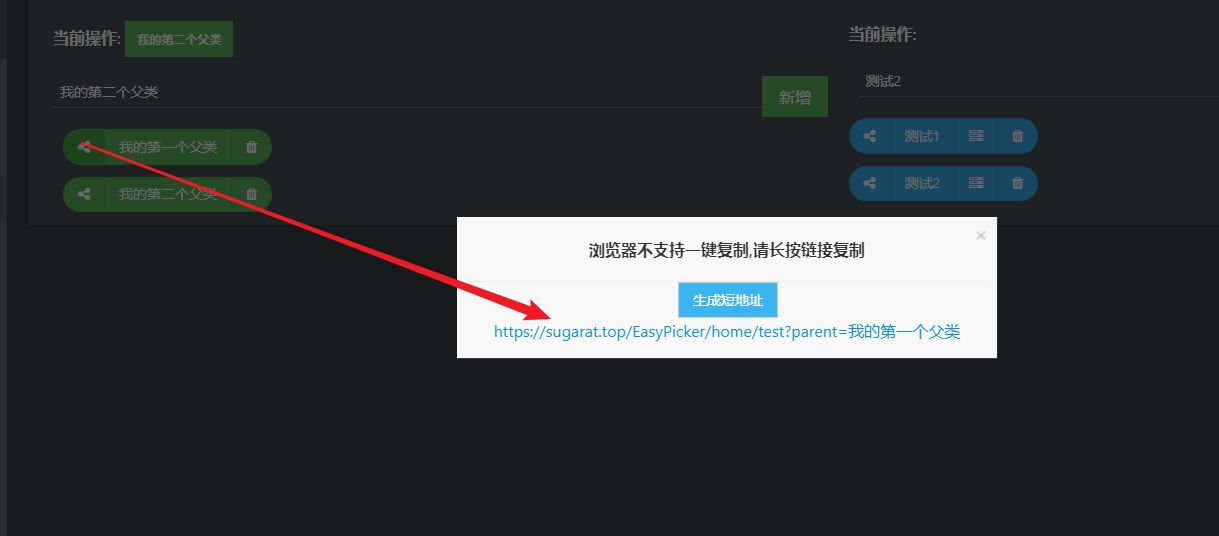 当前操作: 我的第二个父类
我的第二个父类
新增
我的第一个父类
我的第二个父类
当前操作:
测试2
测试1
测试2
×
浏览器不支持一键复制,请长按链接复制
生成短地址
https://sugarat.top/EasyPicker/home/test?parent=我的第一个父类